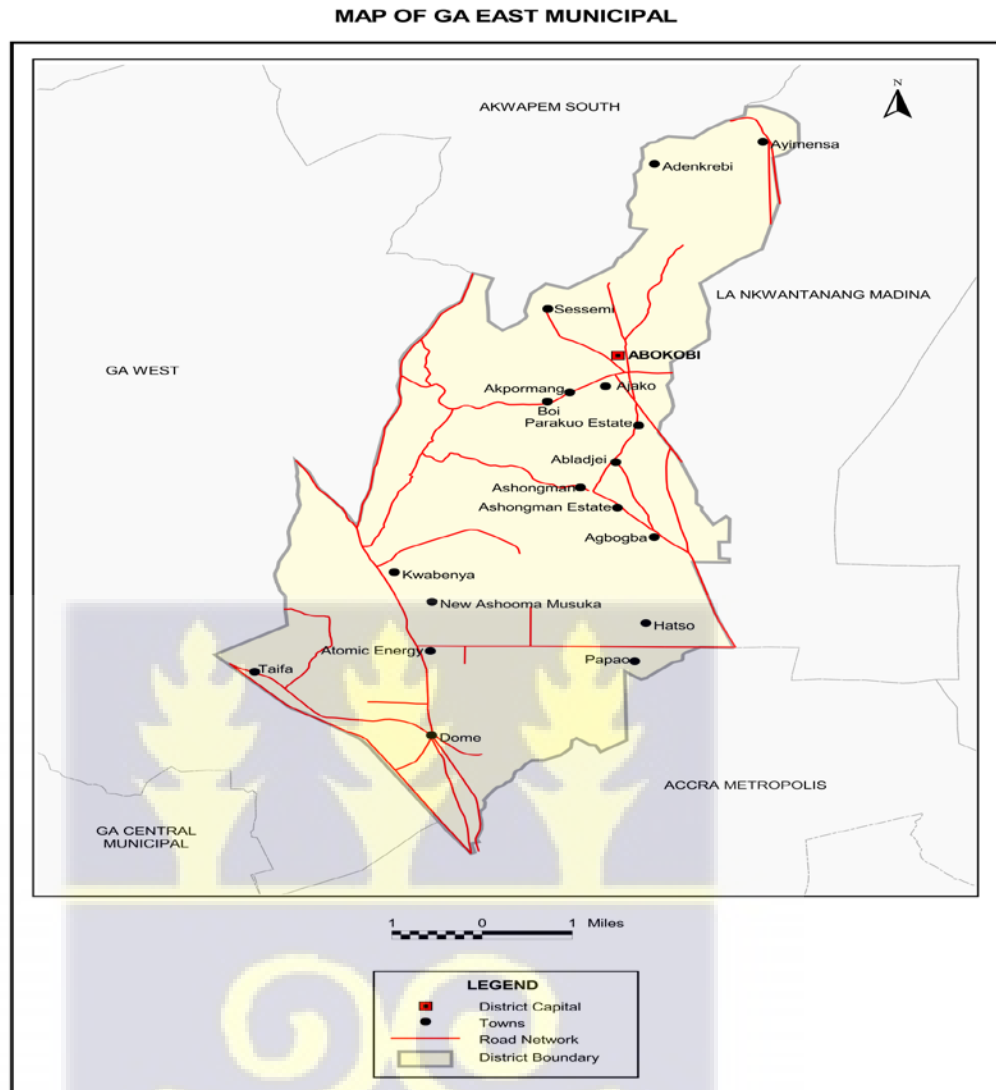 MAP OF GA EAST MUNICIPAL
N
AKWAPEM SOUTH
Ayimensa
Adenkrebi
LA NKWANTANANG MADINA
Sessemi
ABOKOBI
GA WEST
Ajako
Akpormang
Boi
Parakuo Estate
Abladjei
Ashongman
Ashongman Estate
Agbogba
Kwabenya
New Ashooma Musuka
Hatso
Atomic Energy
Papao
Taifa
Dome
ACCRA METROPOLIS
GA CENTRAL
MUNICIPAL
1 0 1 Miles
LEGEND
District Capital
Towns
Road Network
District Boundary